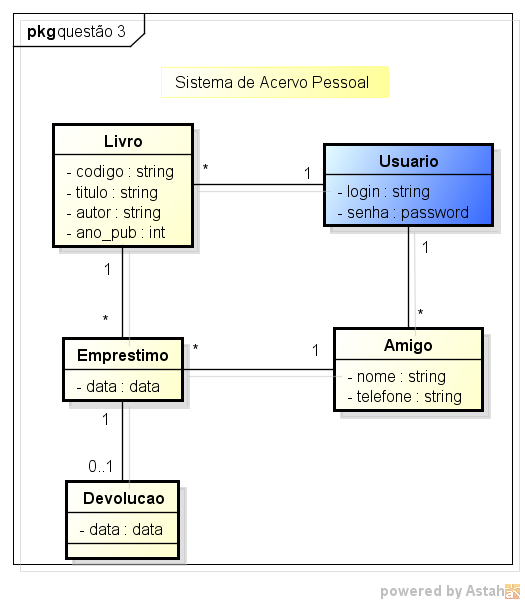 pkg questão 3
Sistema de Acervo Pessoal
Livro
- codigo : string
- titulo : string
- autor : string
- ano_pub : int
*
1
Usuario
- login : string
- senha : password
1
*
1
*
Emprestimo
- data : data
*
1
Amigo
- nome : string
- telefone : string
1
0..1
Devolucao
- data : data
powered by Astah